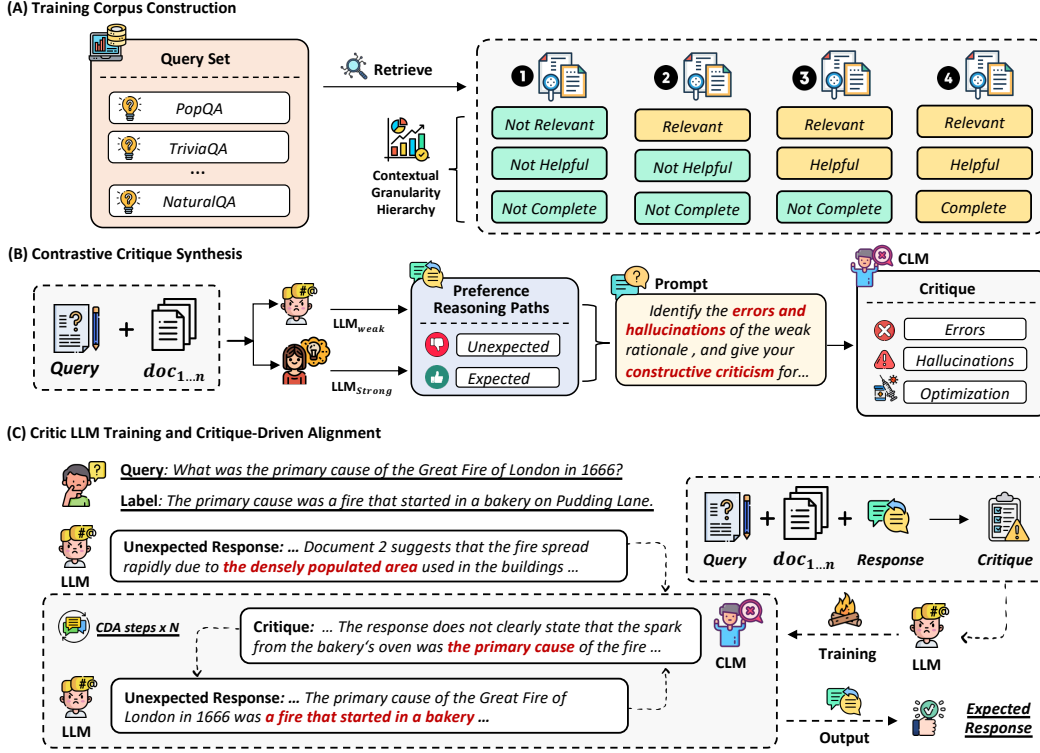 (A) Training Corpus Construction
Query Set
PopQA
TriviaQA
...
NaturalQA
Retrieve
Contextual
Granularity
Hierarchy
1
2
3
4
Not Relevant
Relevant
Relevant
Relevant
Not Helpful
Not Helpful
Helpful
Helpful
Not Complete
Not Complete
Not Complete
Complete
(B) Contrastive Critique Synthesis
Query
+
doc1...n
#@
LLMweak
LLMStrong
Preference
Reasoning Paths
Unexpected
Expected
Prompt
Identify the errors and
hallucinations of the weak
rationale , and give your
constructive criticism for...
CLM
Critique
Errors
Hallucinations
Optimization
(C) Critic LLM Training and Critique-Driven Alignment
Query: What was the primary cause of the Great Fire of London in 1666?
Label: The primary cause was a fire that started in a bakery on Pudding Lane.
#@
LLM
Unexpected Response: ... Document 2 suggests that the fire spread
rapidly due to the densely populated area used in the buildings ...
Query
+
doc1...n
+
Response
Critique
CDA steps x N
Critique: ... The response does not clearly state that the spark
from the bakery's oven was the primary cause of the fire ...
CLM
Training
#@
LLM
#@
LLM
Unexpected Response: ... The primary cause of the Great Fire of
London in 1666 was a fire that started in a bakery ...
Output
Expected
Response